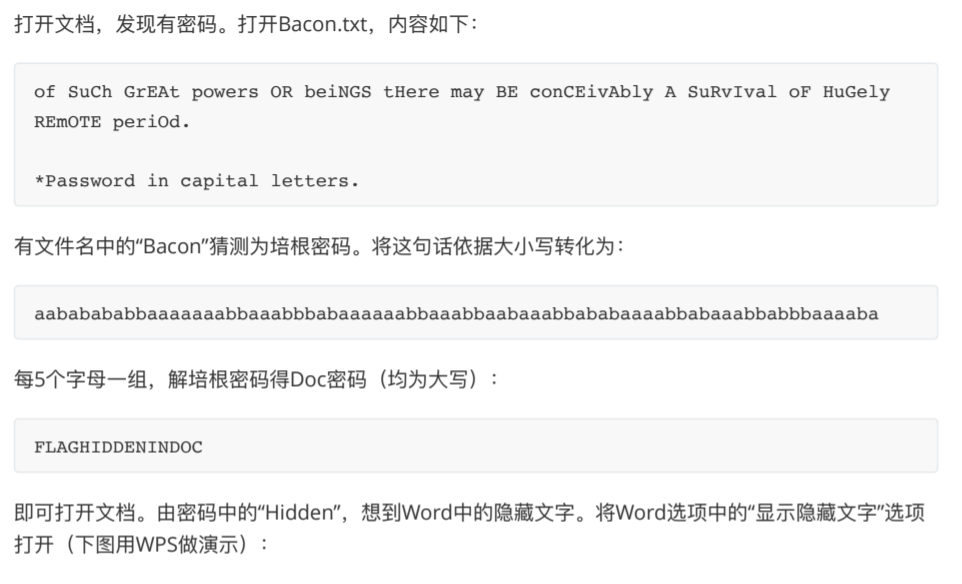 打开文档，发现有密码。打开Bacon.txt，内容如下：
of SuCh GrEAt powers OR beiNGS tHere may BE conCEivAbly A SuRvIval oF HuGely
REmOTE periOd.
*Password in capital letters.
有文件名中的“Bacon”猜测为培根密码。将这句话依据大小写转化为：
aababababbaaaaaaabbaaabbbabaaaaaabbaaabbaabaaabbababaaaabbabaaabbabbbaaaaba
每5个字母一组，解培根密码得Doc密码（均为大写）：
FLAGHIDDENINDOC
即可打开文档。由密码中的“Hidden”，想到Word中的隐藏文字。将Word选项中的“显示隐藏文字”选项
打开（下图用WPS做演示）：